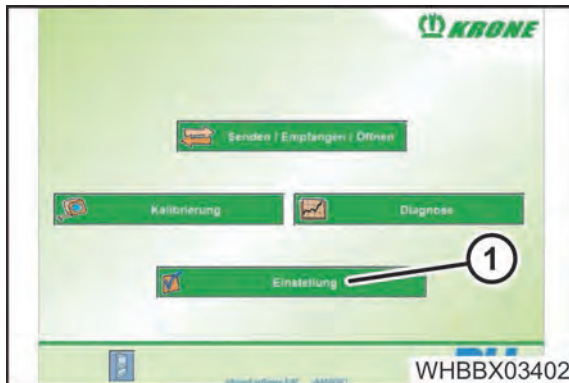 KRONE
Senden / Empfangen / Öffnen
Kalibrierung
Diagnose
1
Einstellung
WHBBX03402